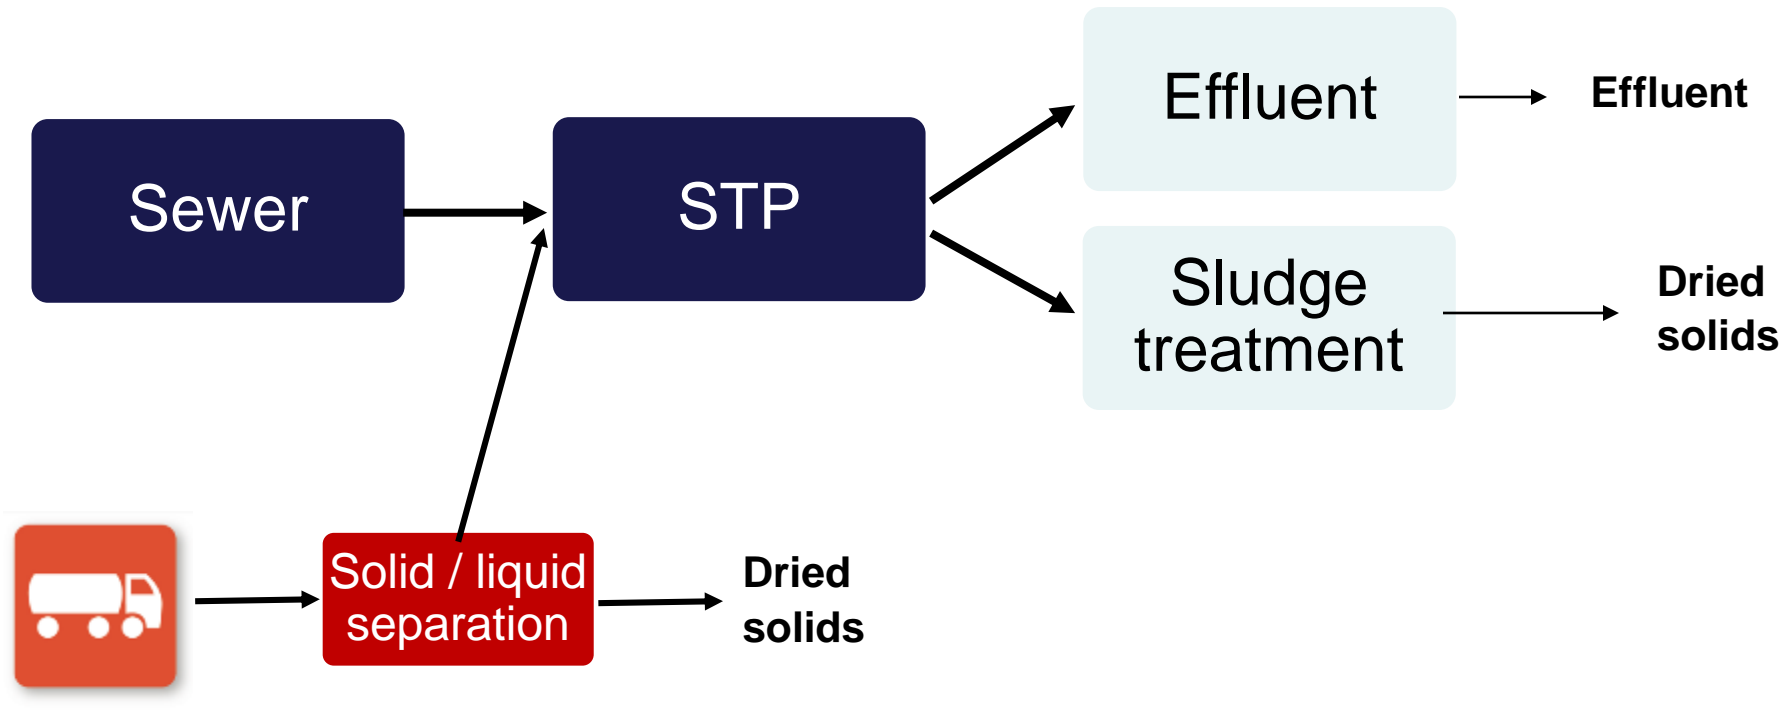 Sewer
STP
Effluent
Effluent
Sludge
treatment
Dried
solids
Solid / liquid
separation
Dried
solids